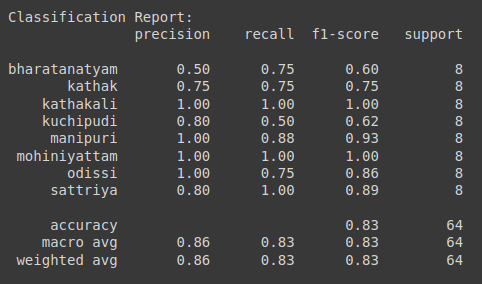 Classification Report:
precision recall f1-score support
bharatanatyam 0.50 0.75 0.60 8
kathak 0.75 0.75 0.75 8
kathakali 1.00 1.00 1.00 8
kuchipudi 0.80 0.50 0.62 8
manipuri 1.00 0.88 0.93 8
mohiniyattam 1.00 1.00 1.00 8
odissi 1.00 0.75 0.86 8
sattriya 0.80 1.00 0.89 8
accuracy 0.83 64
macro avg 0.86 0.83 0.83 64
weighted avg 0.86 0.83 0.83 64